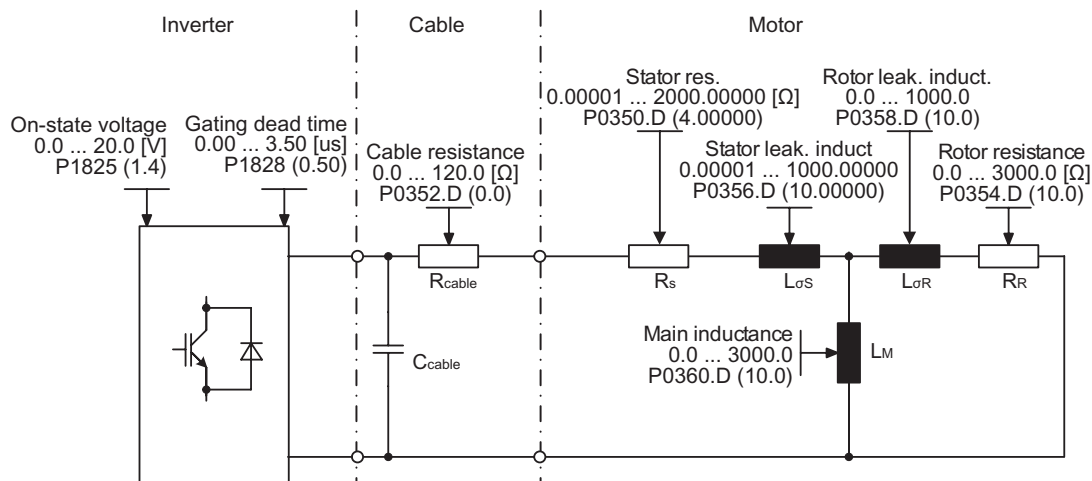 Inverter
Cable
Motor
On-state voltage
0.0 ... 20.0 [V]
P1825 (1.4)
Gating dead time
0.00 ... 3.50 [us]
P1828 (0.50)
Cable resistance
0.0 ... 120.0 [Ω]
P0352.D (0.0)
Stator res.
0.00001 ... 2000.00000 [Ω]
P0350.D (4.00000)
Stator leak. induct
0.00001 ... 1000.00000
P0356.D (10.00000)
Rotor leak. induct.
0.0 ... 1000.0
P0358.D (10.0)
Rotor resistance
0.0 ... 3000.0 [Ω]
P0354.D (10.0)
Rcable
Rs
LσS
LσR
RR
Ccable
Main inductance
0.0 ... 3000.0
P0360.D (10.0)
LM